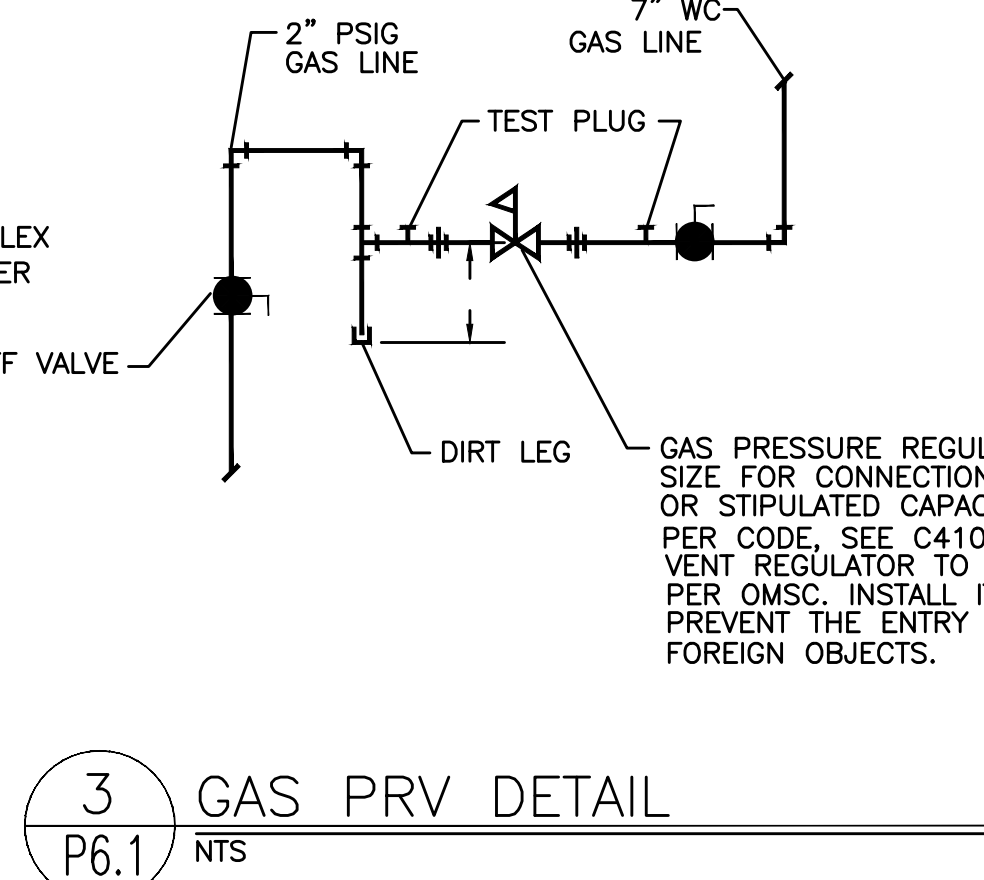 2” PSIG
GAS LINE
7” WC
GAS LINE
TEST PLUG
LEX
ER
VALVE
DIRT LEG
GAS PRESSURE REGUL
SIZE FOR CONNECTION
OR STIPULATED CAPAC
PER CODE, SEE C410
VENT REGULATOR TO
PER OMSC. INSTALL
PREVENT THE ENTRY
FOREIGN OBJECTS.
3
P6.1
GAS PRV DETAIL
NTS